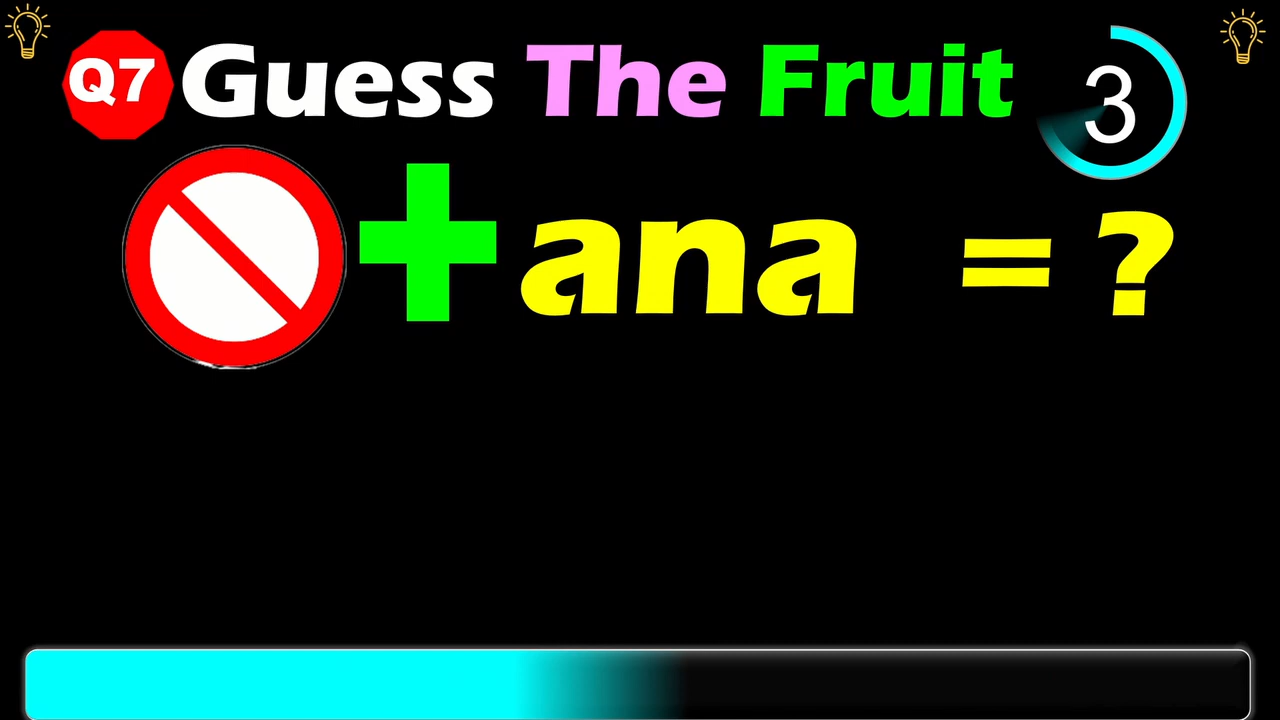 Q7 Guess The Fruit 3
+ ana = ?